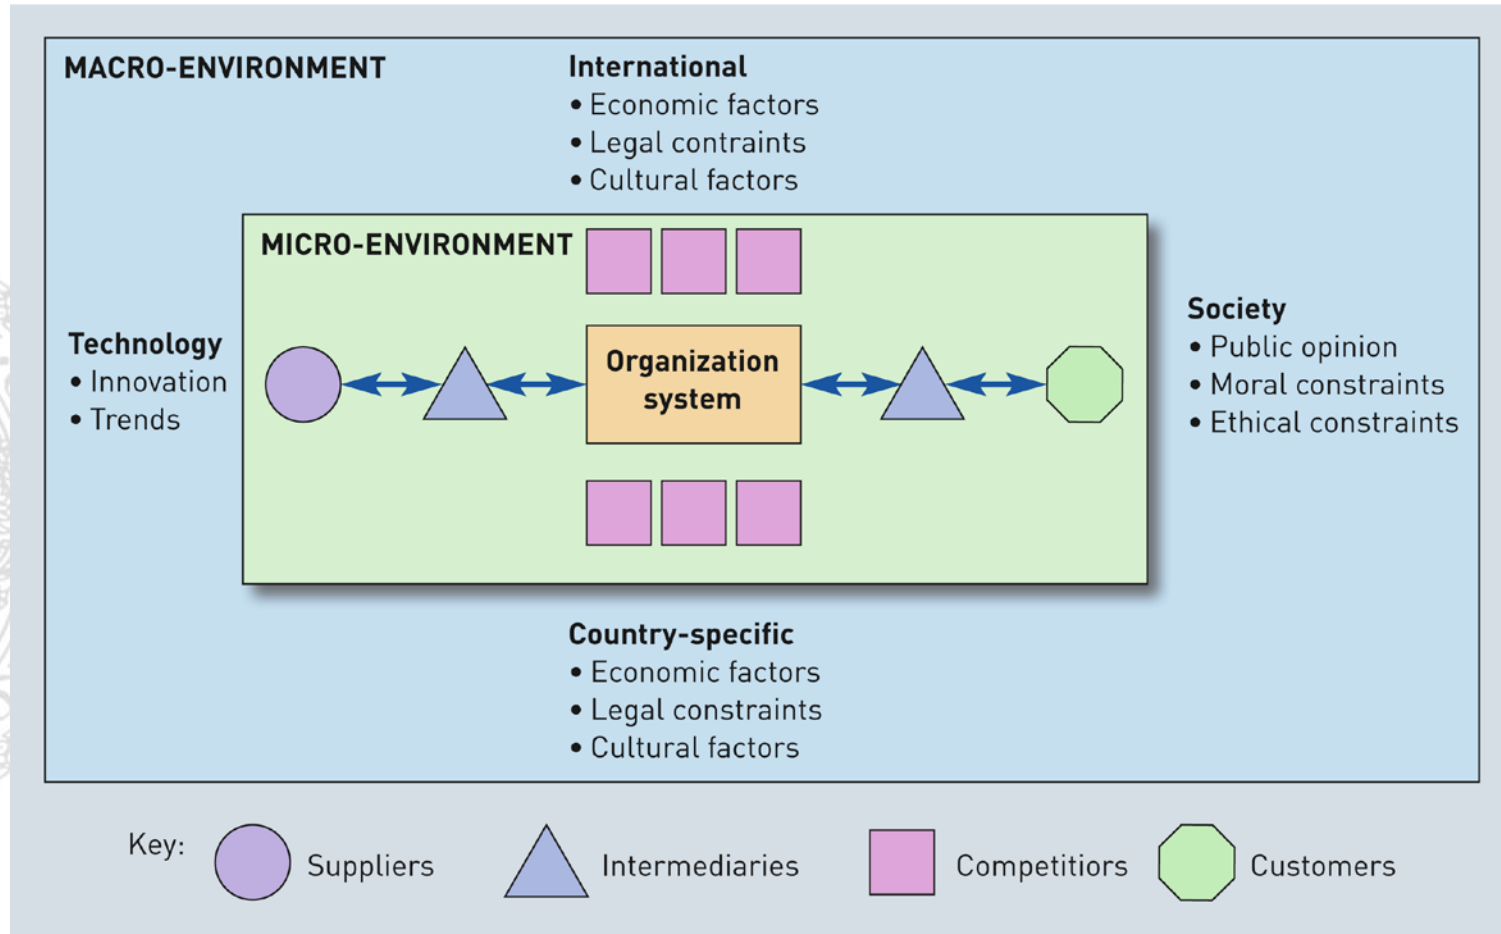 MACRO-ENVIRONMENT
International
• Economic factors
• Legal contraints
• Cultural factors
MICRO-ENVIRONMENT
Technology
• Innovation
• Trends
Organization
system
Society
• Public opinion
• Moral constraints
• Ethical constraints
Country-specific
• Economic factors
• Legal constraints
• Cultural factors
Key:
Suppliers
Intermediaries
Competitiors
Customers